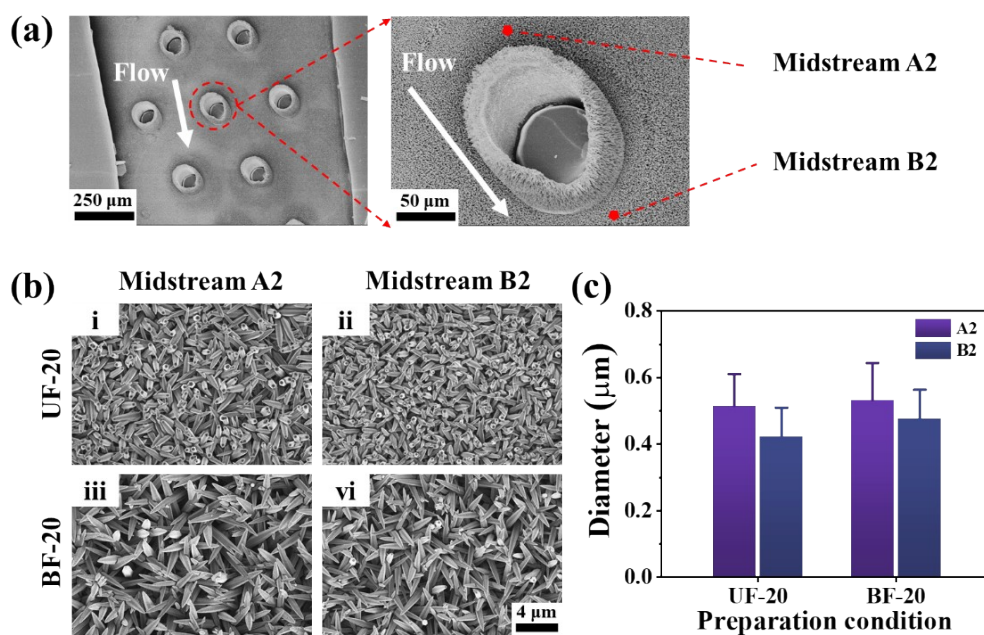 (a)
Flow
250 μm
Flow
50 μm
Midstream A2
Midstream B2
(b)
Midstream A2
Midstream B2
UF-20
i
ii
BF-20
iii
vi
4 μm
(c)
0.8
0.6
0.4
0.2
0.0
Diameter (μm)
A2
B2
UF-20
BF-20
Preparation condition